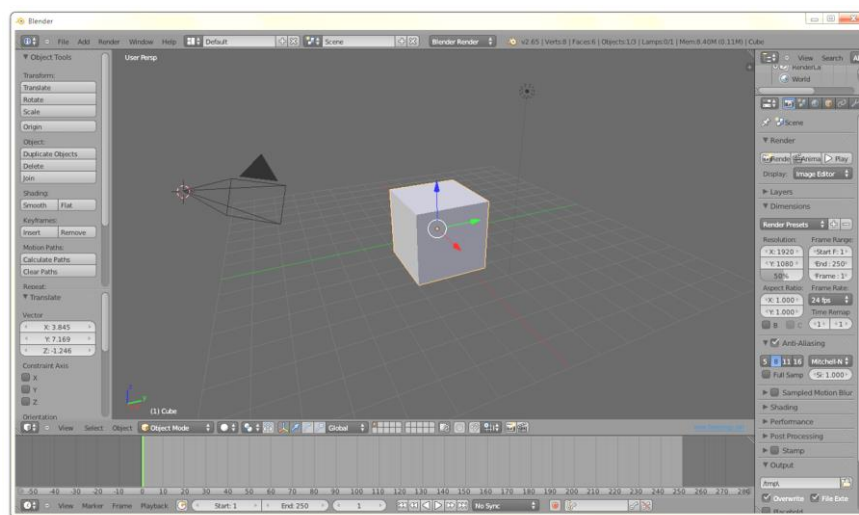 Blender
File Add Render Window Help Default Scene Blender Render v2.65 | Verts:8 | Faces:6 | Objects:1/3 | Lamps:0/1 | Mem:8.40M (0.11M) | Cube
View Search
World
Scene
Render
Play
Display: Image Editor
Layers
Dimensions
Render Presets
Resolution: Frame Range:
X: 1920 Start F: 1
Y: 1080 End: 250
50% Frame: 1
Aspect Ratio: Frame Rate:
X: 1.000 24 fps
Y: 1.000 Time Remap
B C 1 1
Anti-Aliasing
5 8 11 16 Mitchell-N
Full Samp Si: 1.000
Sampled Motion Blur
Shading
Performance
Post Processing
Stamp
Output
/tmp\
Overwrite File Exte
Object Tools
Transform:
Translate
Rotate
Scale
Origin
Object:
Duplicate Objects
Delete
Join
Shading:
Smooth Flat
Keyframes:
Insert Remove
Motion Paths:
Calculate Paths
Clear Paths
Repeat:
Translate
Vector
X: 3.845
Y: 7.169
Z: -1.246
Constraint Axis
X
Y
Z
Orientation
User Persp
(1) Cube
View Select Object Object Mode Global
-50 -40 -30 -20 -10 0 10 20 30 40 50 60 70 80 90 100 110 120 130 140 150 160 170 180 190 200 210 220 230 240 250 260 270 280
View Marker Frame Playback Start: 1 End: 250 1 No Sync